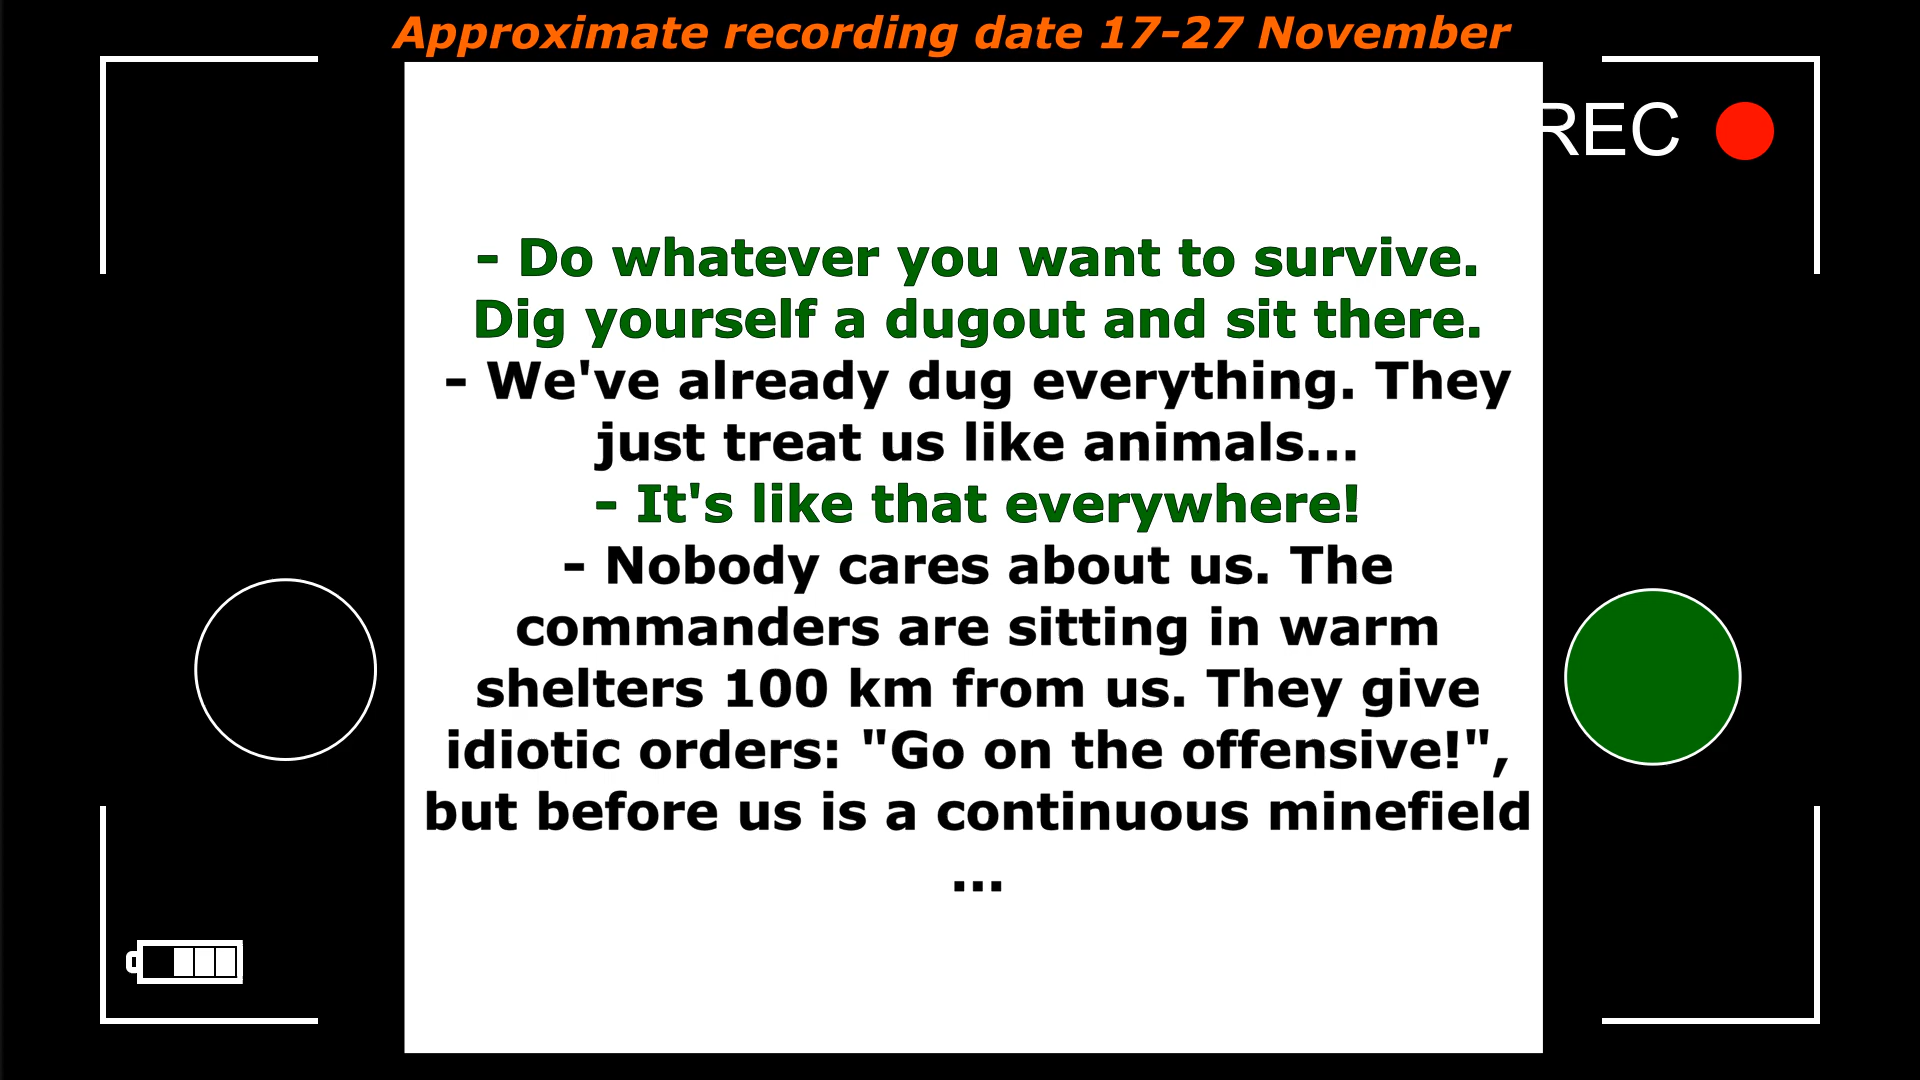 Approximate recording date 17-27 November
REC
- Do whatever you want to survive.
Dig yourself a dugout and sit there.
- We've already dug everything. They
just treat us like animals...
- It's like that everywhere!
- Nobody cares about us. The
commanders are sitting in warm
shelters 100 km from us. They give
idiotic orders: "Go on the offensive!",
but before us is a continuous minefield
...